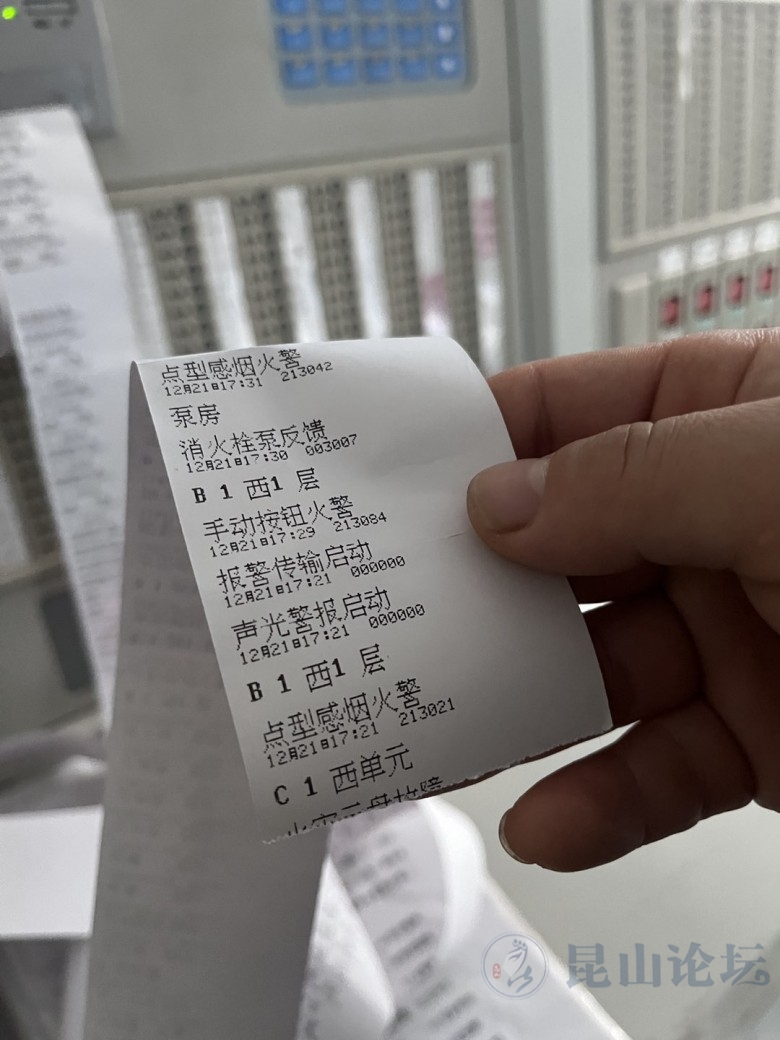 点型感烟火警
12月21日17:31 213042
泵房
消火栓泵反馈
12月21日17:30 003007
B 1 西1 层
手动按钮火警
12月21日17:29 213084
报警传输启动
12月21日17:21 000000
声光警报启动
12月21日17:21 000000
B 1 西1 层
点型感烟火警
12月21日17:21 213021
C 1 西单元
昆山论坛